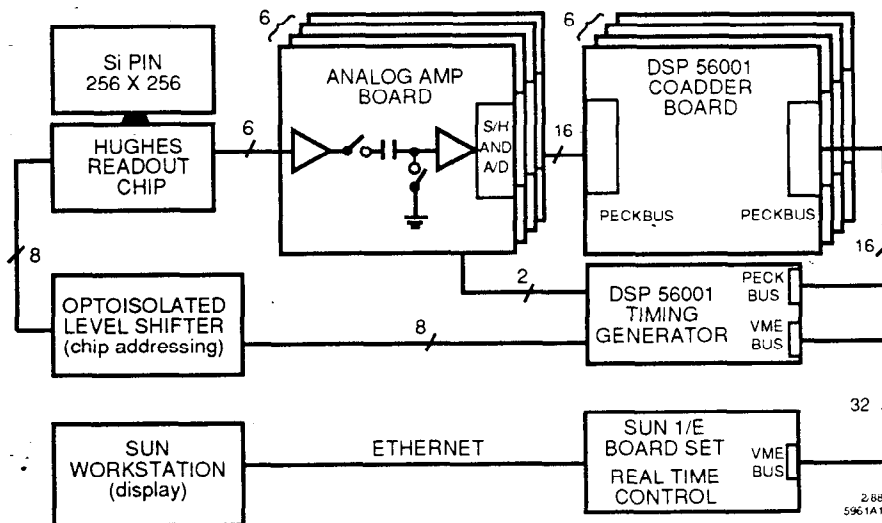 Si PIN
256 X 256
HUGHES
READOUT
CHIP
6
8
6
ANALOG AMP
BOARD
S/H
AND
A/D
16
6
DSP 56001
COADDER
BOARD
PECKBUS
PECKBUS
16
2
8
OPTOISOLATED
LEVEL SHIFTER
(chip addressing)
DSP 56001
TIMING
GENERATOR
PECK
BUS
VME
BUS
32
SUN
WORKSTATION
(display)
ETHERNET
SUN 1/E
BOARD SET
REAL TIME
CONTROL
VME
BUS
2-88
5961A1